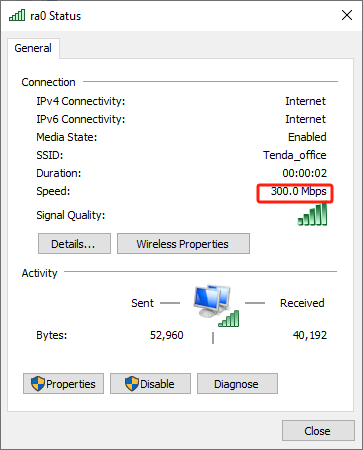 ra0 Status
General
Connection
IPv4 Connectivity: Internet
IPv6 Connectivity: Internet
Media State: Enabled
SSID: Tenda_office
Duration: 00:00:02
Speed: 300.0 Mbps
Signal Quality:
Details... Wireless Properties
Activity
Sent Received
Bytes: 52,960 40,192
Properties Disable Diagnose
Close